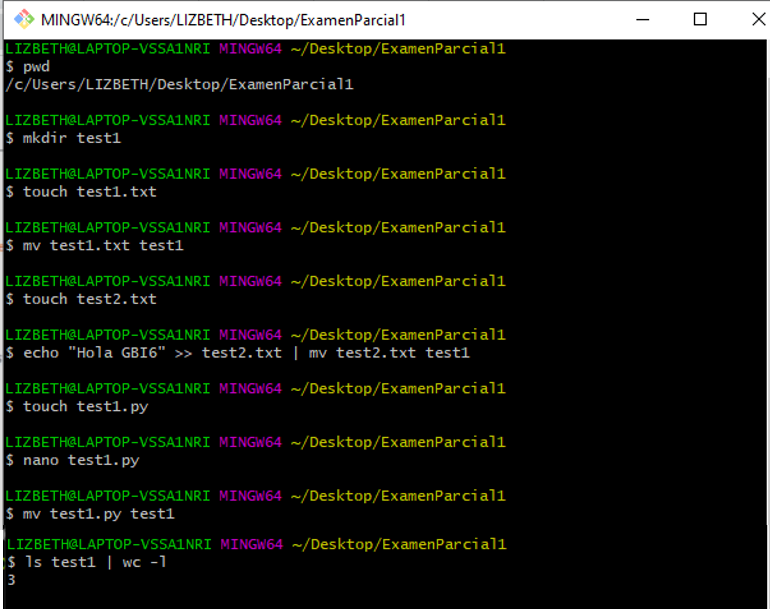 MINGW64:/c/Users/LIZBETH/Desktop/ExamenParcial1
LIZBETH@LAPTOP-VSSA1NRI MINGW64 ~/Desktop/ExamenParcial1
$ pwd
/c/Users/LIZBETH/Desktop/ExamenParcial1
LIZBETH@LAPTOP-VSSA1NRI MINGW64 ~/Desktop/ExamenParcial1
$ mkdir test1
LIZBETH@LAPTOP-VSSA1NRI MINGW64 ~/Desktop/ExamenParcial1
$ touch test1.txt
LIZBETH@LAPTOP-VSSA1NRI MINGW64 ~/Desktop/ExamenParcial1
$ mv test1.txt test1
LIZBETH@LAPTOP-VSSA1NRI MINGW64 ~/Desktop/ExamenParcial1
$ touch test2.txt
LIZBETH@LAPTOP-VSSA1NRI MINGW64 ~/Desktop/ExamenParcial1
$ echo "Hola GBI6" >> test2.txt | mv test2.txt test1
LIZBETH@LAPTOP-VSSA1NRI MINGW64 ~/Desktop/ExamenParcial1
$ touch test1.py
LIZBETH@LAPTOP-VSSA1NRI MINGW64 ~/Desktop/ExamenParcial1
$ nano test1.py
LIZBETH@LAPTOP-VSSA1NRI MINGW64 ~/Desktop/ExamenParcial1
$ mv test1.py test1
LIZBETH@LAPTOP-VSSA1NRI MINGW64 ~/Desktop/ExamenParcial1
$ ls test1 | wc -l
3